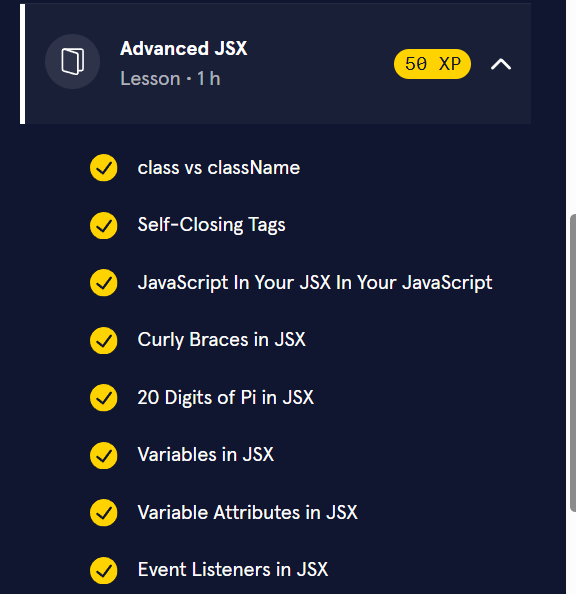 Advanced JSX
Lesson • 1 h
50 XP
class vs className
Self-Closing Tags
JavaScript In Your JSX In Your JavaScript
Curly Braces in JSX
20 Digits of Pi in JSX
Variables in JSX
Variable Attributes in JSX
Event Listeners in JSX